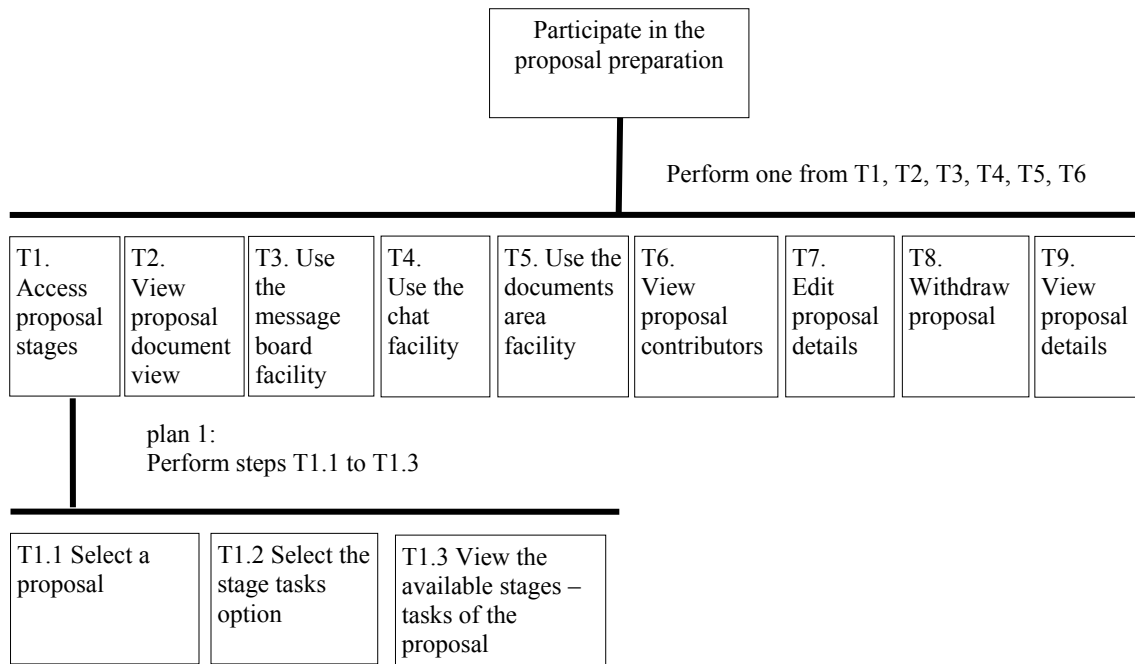 Participate in the
proposal preparation
Perform one from T1, T2, T3, T4, T5, T6
T1.
Access
proposal
stages
T2.
View
proposal
document
view
T3. Use
the
message
board
facility
T4.
Use the
chat
facility
T5. Use the
documents
area
facility
T6.
View
proposal
contributors
T7.
Edit
proposal
details
T8.
Withdraw
proposal
T9.
View
proposal
details
plan 1:
Perform steps T1.1 to T1.3
T1.1 Select a
proposal
T1.2 Select the
stage tasks
option
T1.3 View the
available stages –
tasks of the
proposal